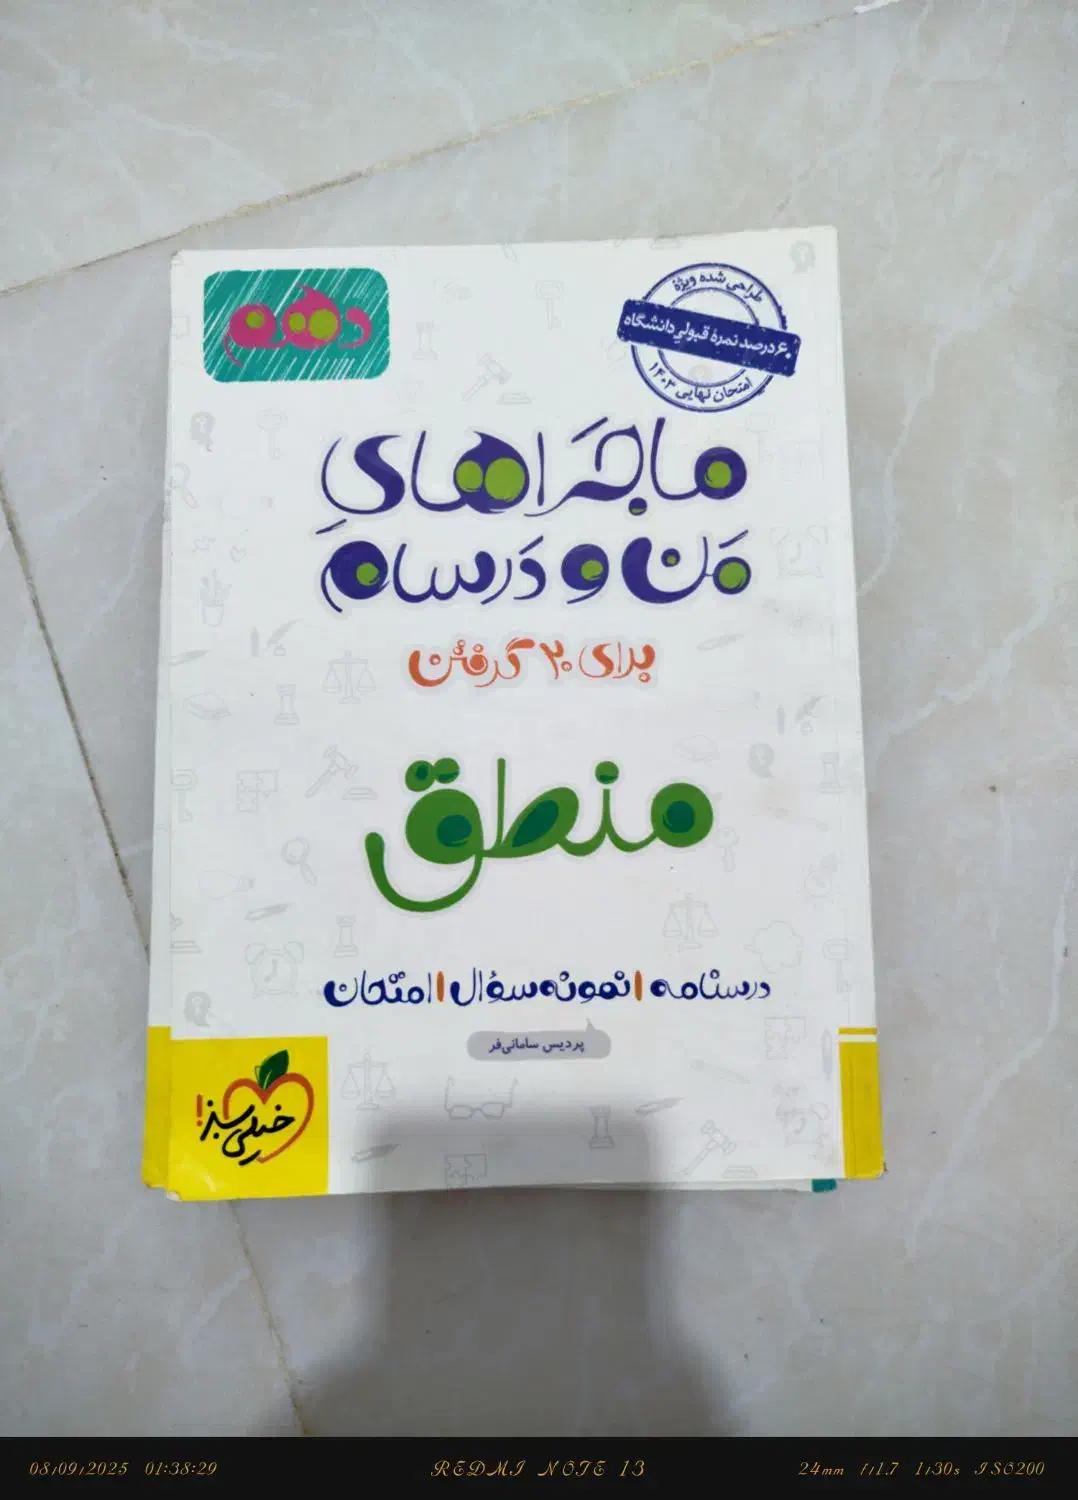 دهم
طراحی شده ویژهٔ
۶۰ درصد نمرهٔ قبولی دانشگاه
امتحان نهایی ۱۴۰۳
ماجراهای
من و درسام
برای ۲۰ گرفتن
منطق
درسنامه | نمونه سؤال | امتحان
پردیس سامانی‌فر
خیلی سبز!
08/09/2025 01:38:29 REDMI NOTE 13 24mm f/1.7 1/30s ISO200